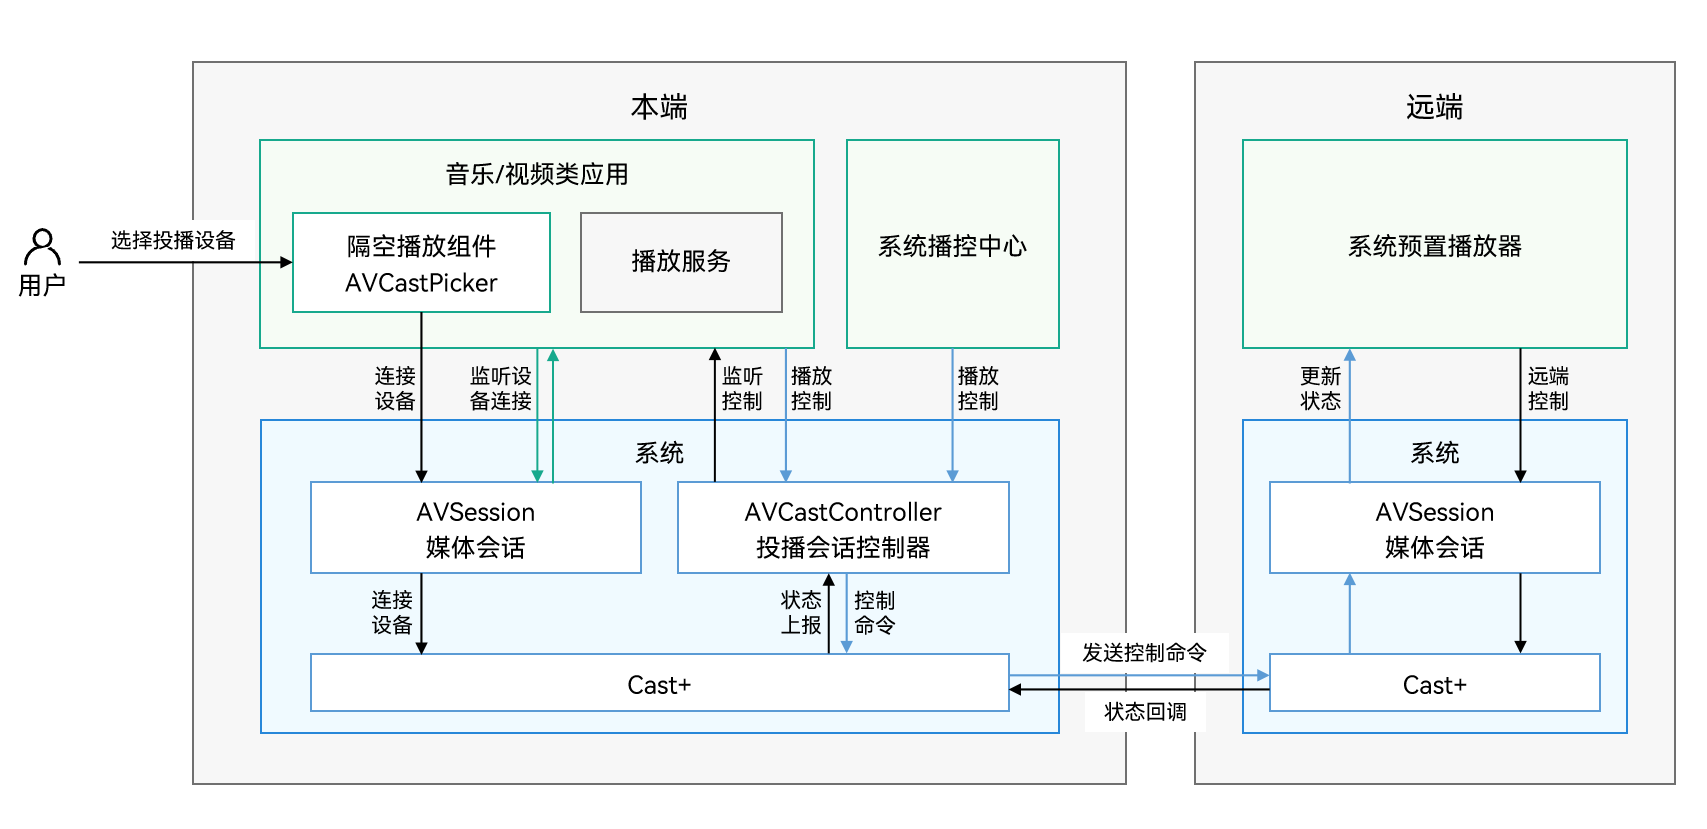 本端
远端
音乐/视频类应用
选择投播设备
用户
隔空播放组件
AVCastPicker
播放服务
系统播控中心
系统预置播放器
连接
设备
监听设
备连接
监听
控制
播放
控制
播放
控制
更新
状态
远端
控制
系统
系统
AVSession
媒体会话
AVCastController
投播会话控制器
AVSession
媒体会话
连接
设备
状态
上报
控制
命令
发送控制命令
Cast+
Cast+
状态回调